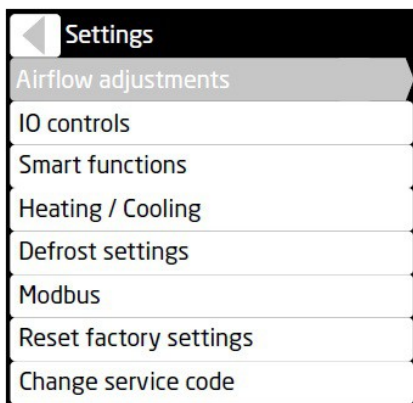 Settings
Airflow adjustments
IO controls
Smart functions
Heating / Cooling
Defrost settings
Modbus
Reset factory settings
Change service code